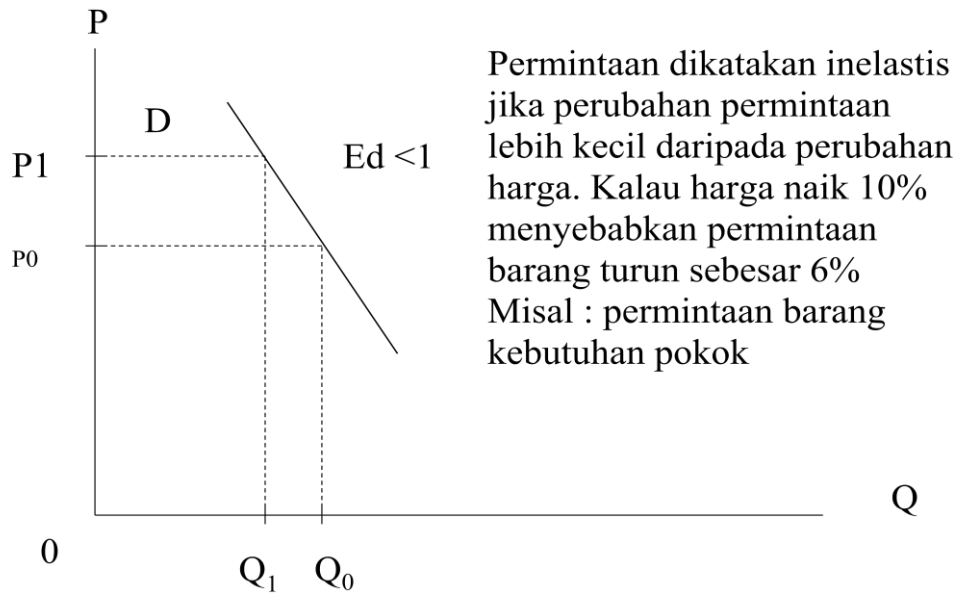 P
Permintaan dikatakan inelastis
jika perubahan permintaan
D
lebih kecil daripada perubahan
P1
Ed <1
harga. Kalau harga naik 10%
menyebabkan permintaan
P0
barang turun sebesar 6%
Misal : permintaan barang
kebutuhan pokok
Q
0
Q₁ Q₀